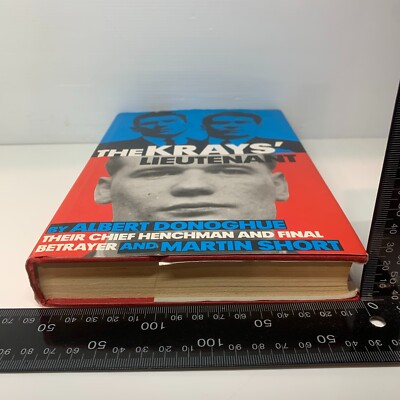 THE KRAYS'
LIEUTENANT
BY ALBERT DONOGHUE
THEIR CHIEF HENCHMAN AND FINAL
BETRAYER AND MARTIN SHORT